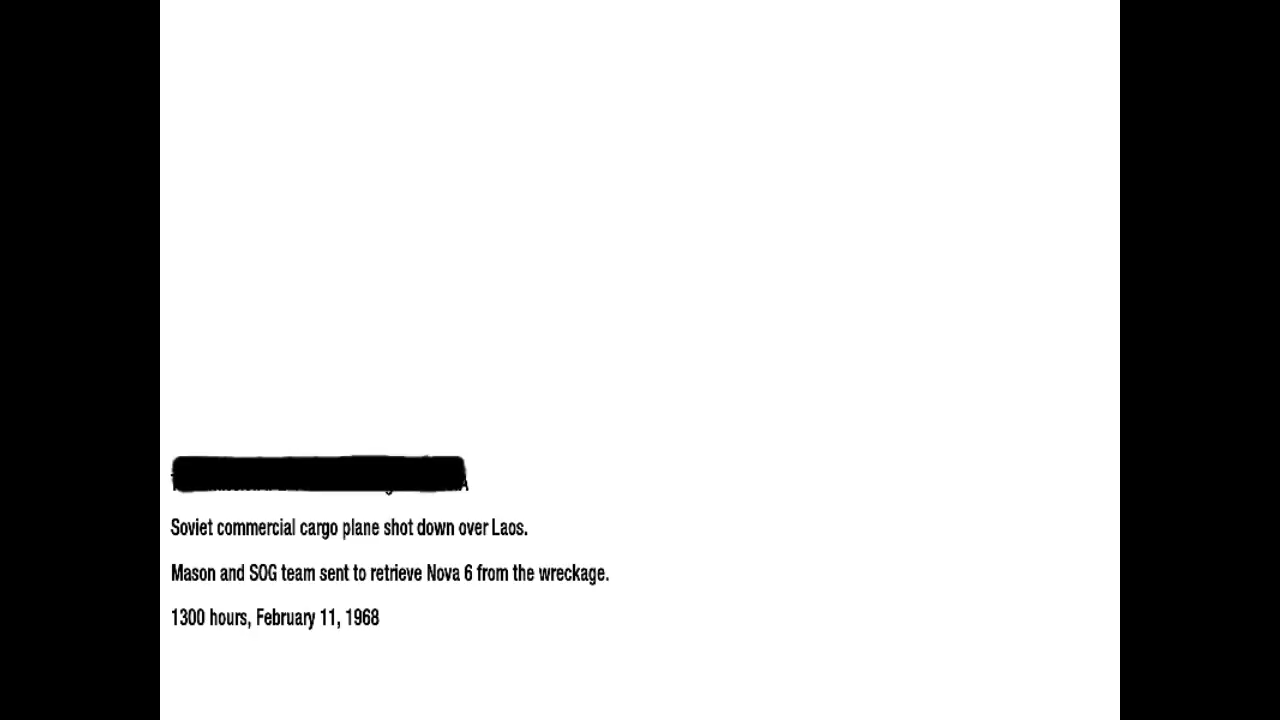 Soviet commercial cargo plane shot down over Laos.
Mason and SOG team sent to retrieve Nova 6 from the wreckage.
1300 hours, February 11, 1968